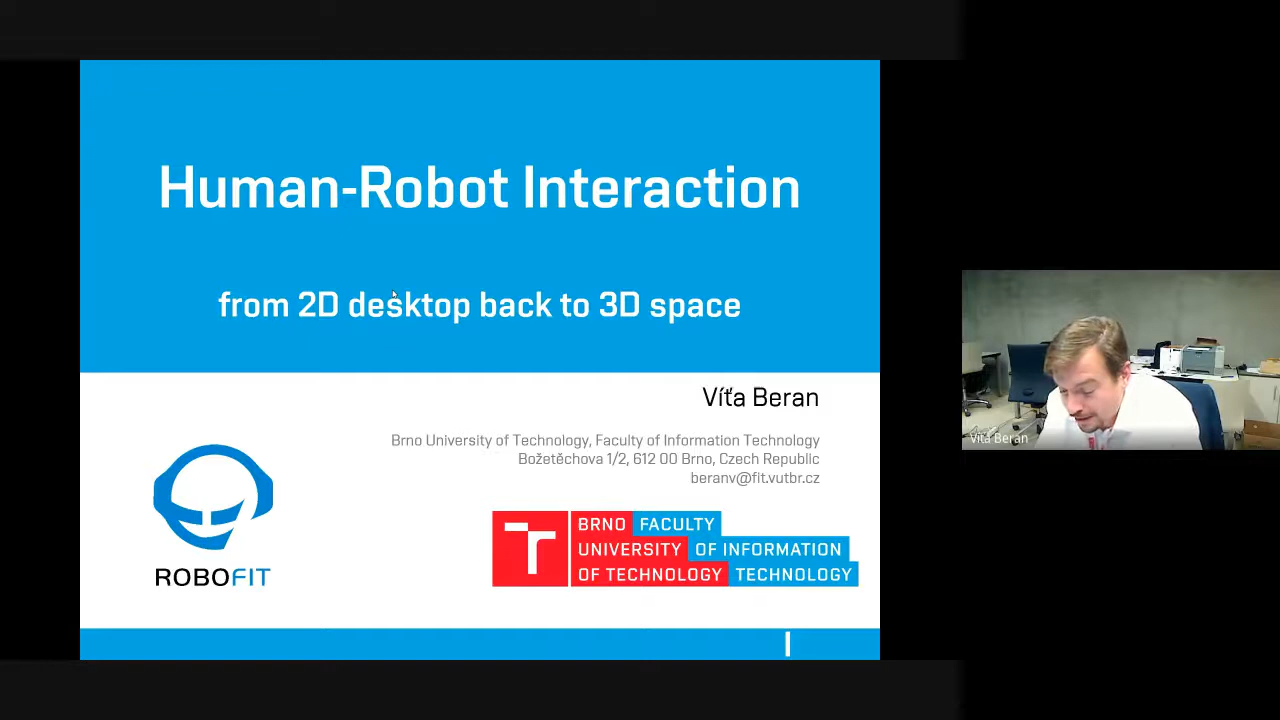 Human-Robot Interaction
from 2D desktop back to 3D space
Víťa Beran
Brno University of Technology, Faculty of Information Technology
Božetěchova 1/2, 612 00 Brno, Czech Republic
beranv@fit.vutbr.cz
ROBOFIT
BRNO FACULTY
UNIVERSITY OF INFORMATION
OF TECHNOLOGY TECHNOLOGY
Víťa Beran